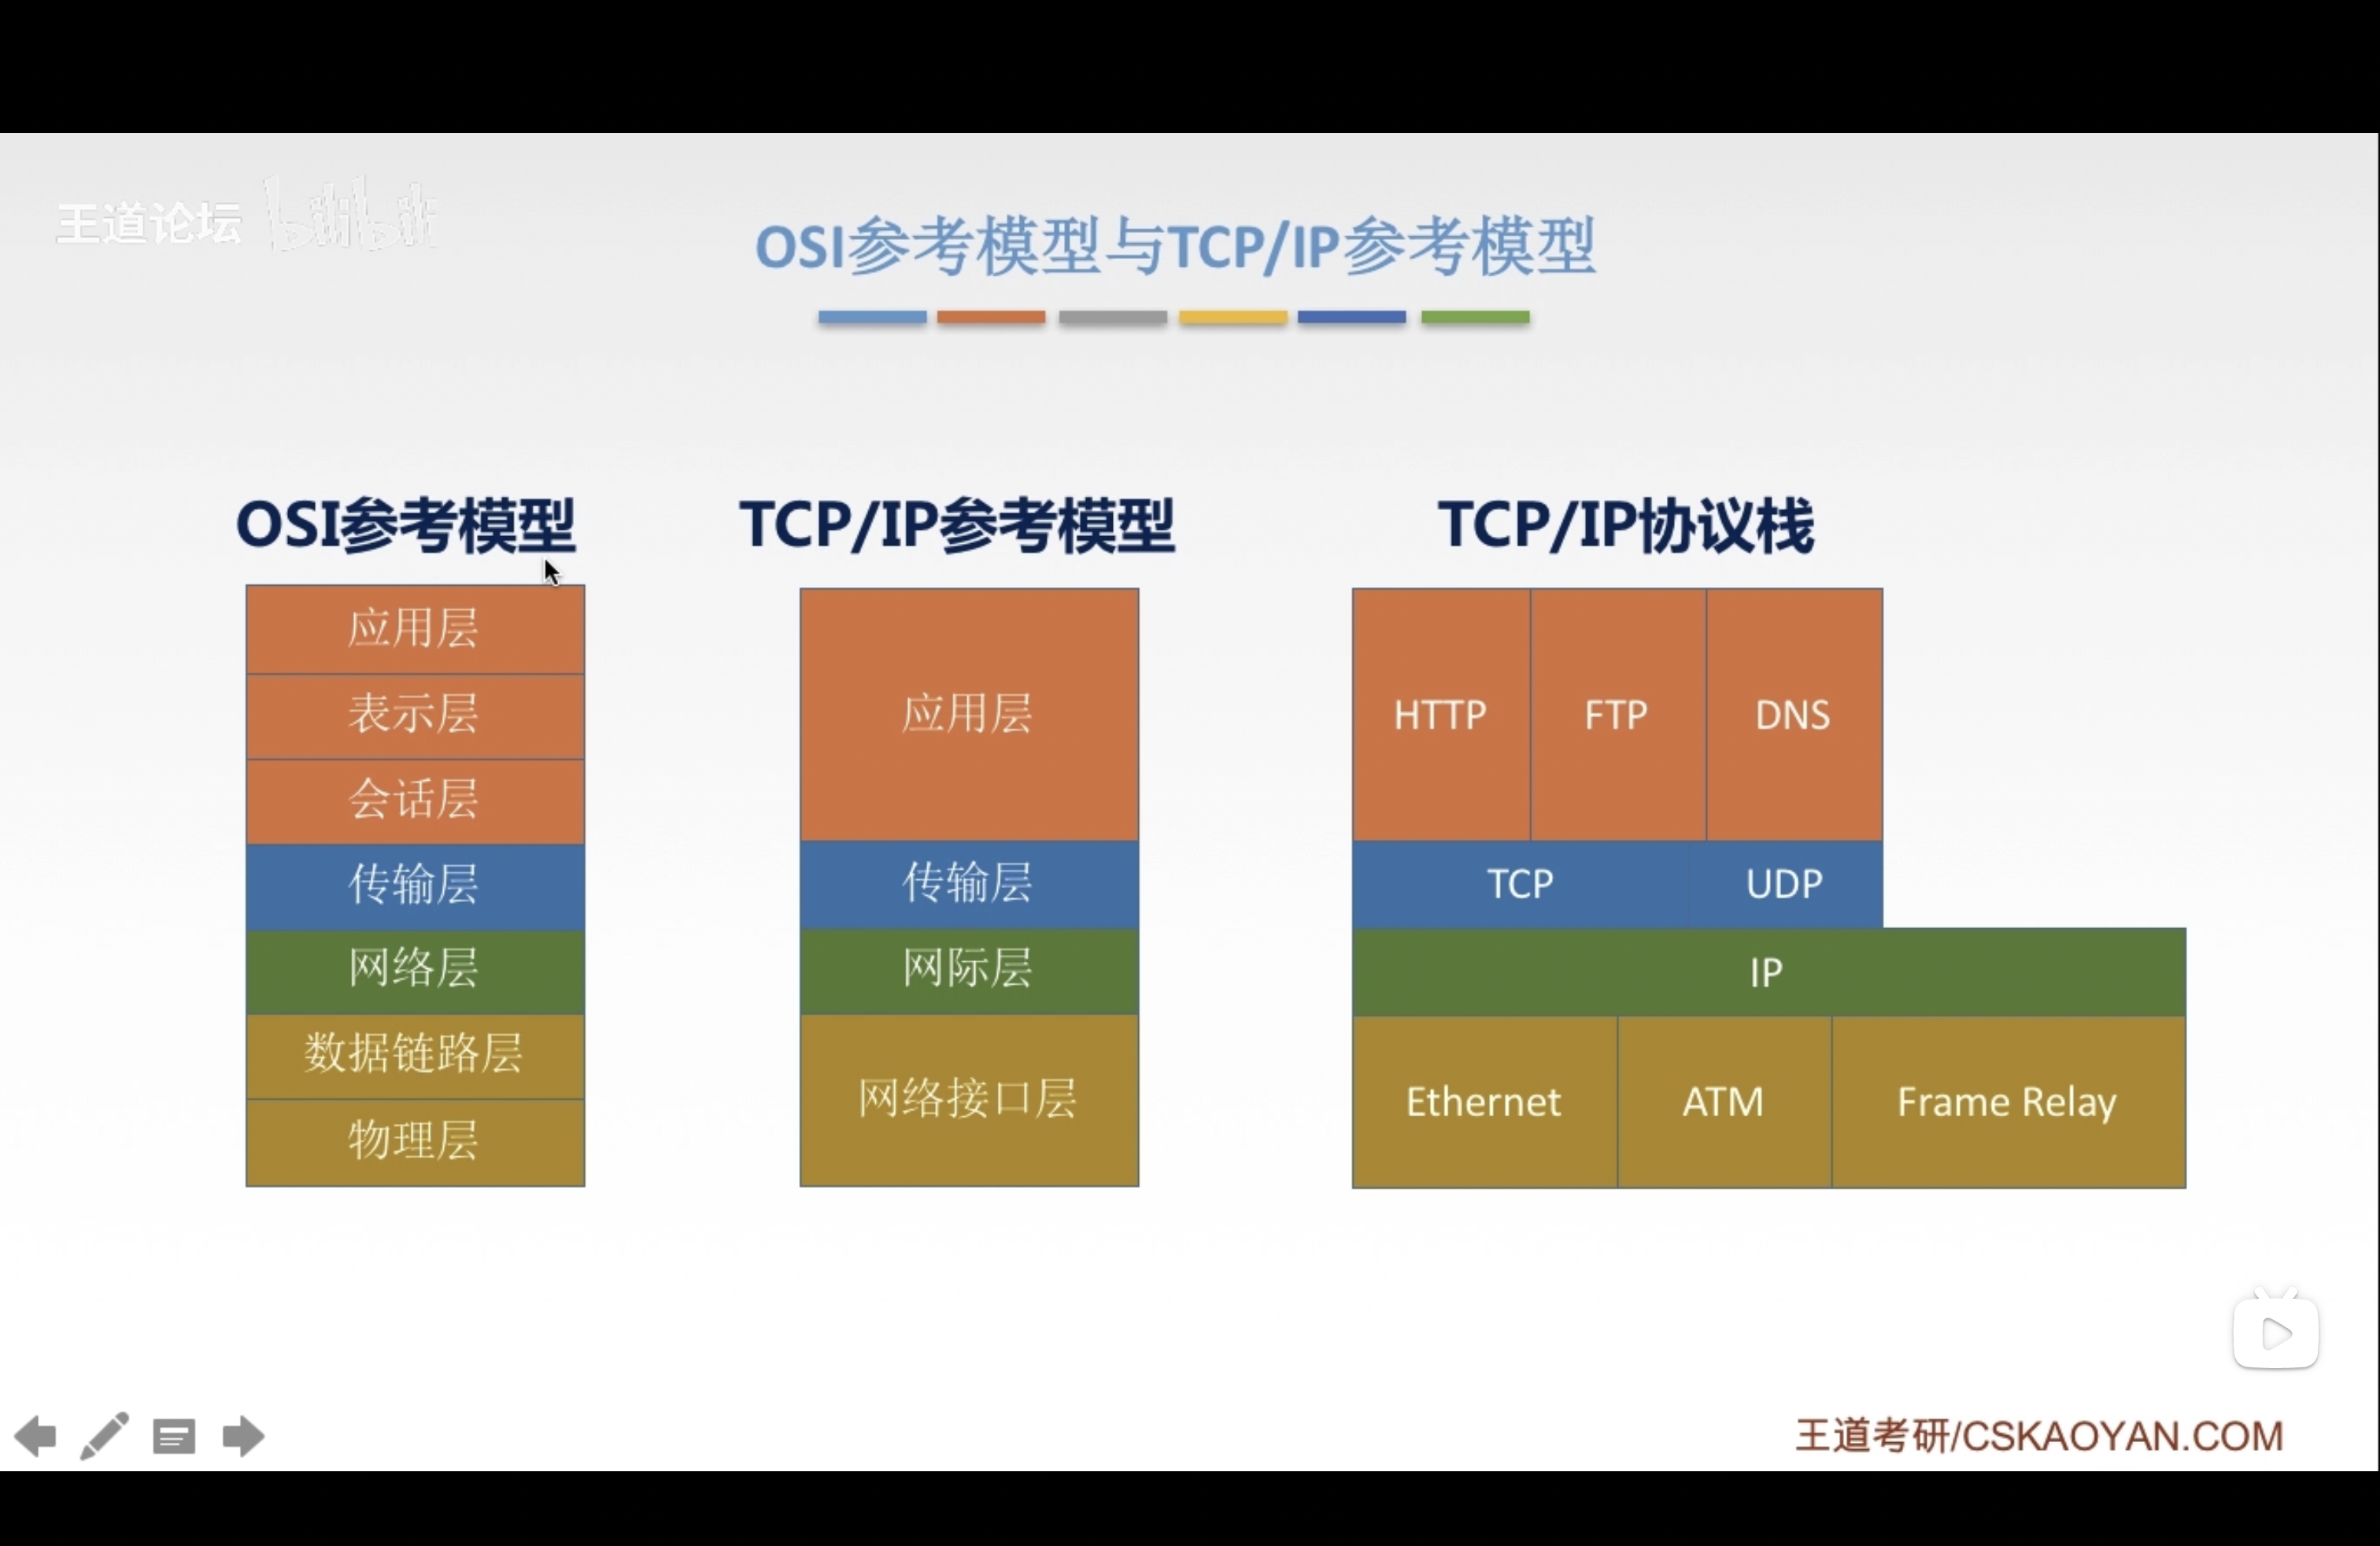 王道论坛 bilibili
OSI参考模型与TCP/IP参考模型
OSI参考模型
应用层
表示层
会话层
传输层
网络层
数据链路层
物理层
TCP/IP参考模型
应用层
传输层
网际层
网络接口层
TCP/IP协议栈
HTTP FTP DNS
TCP UDP
IP
Ethernet ATM Frame Relay
王道考研/CSKAOYAN.COM